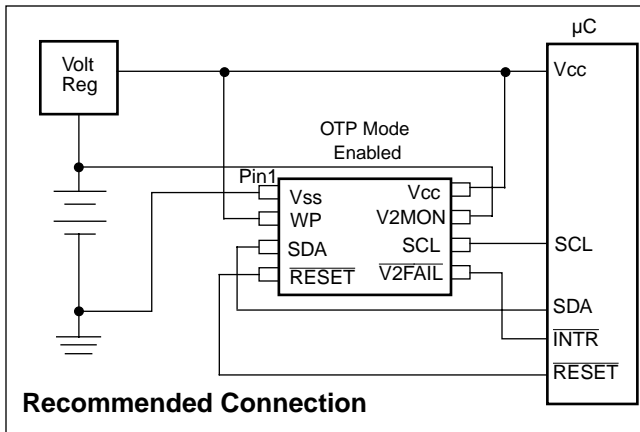 µC
Volt
Reg
Vcc
OTP Mode
Enabled
Pin1
Vss
Vcc
WP
V2MON
SDA
SCL
SCL
RESET
V2FAIL
SDA
INTR
RESET
Recommended Connection